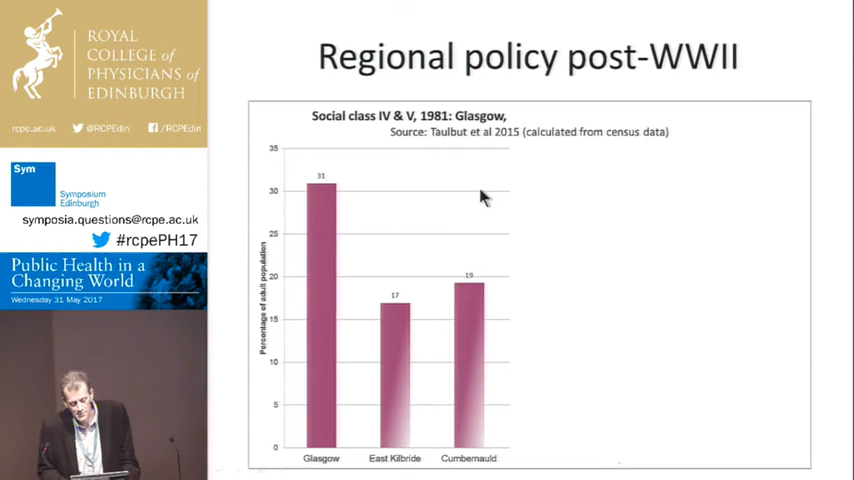 ROYAL
COLLEGE of
PHYSICIANS of
EDINBURGH
rcpe.ac.uk @RCPEdin /RCPEdin
Sym
Symposium
Edinburgh
symposia.questions@rcpe.ac.uk
#rcpePH17
Public Health in a
Changing World
Wednesday 31 May 2017
Regional policy post-WWII
Social class IV & V, 1981: Glasgow,
Source: Taulbut et al 2015 (calculated from census data)
Percentage of adult population
35
30
25
20
15
10
5
0
31
17
19
Glasgow East Kilbride Cumbernauld